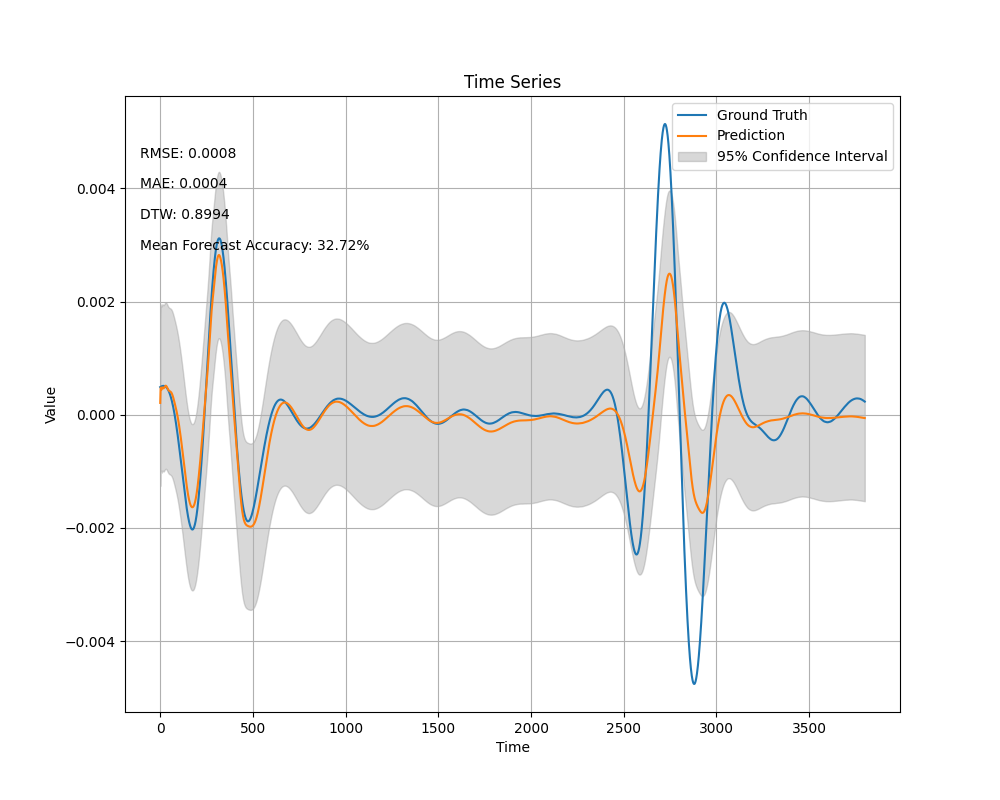 Time Series
Ground Truth
Prediction
95% Confidence Interval
RMSE: 0.0008
MAE: 0.0004
DTW: 0.8994
Mean Forecast Accuracy: 32.72%
0.004
0.002
0.000
−0.002
−0.004
Value
0 500 1000 1500 2000 2500 3000 3500
Time